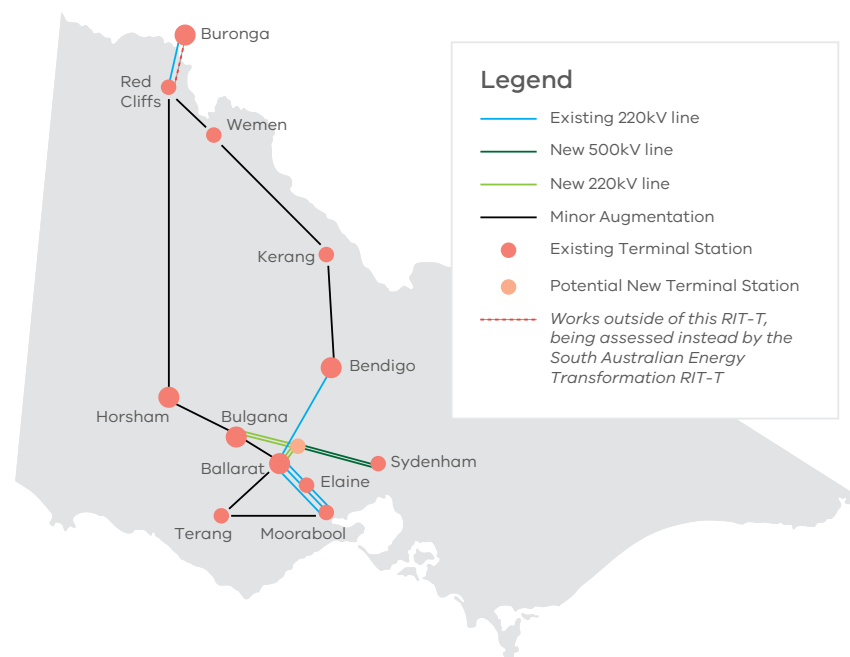 Buronga
Red
Cliffs
Wemen
Kerang
Bendigo
Horsham
Bulgana
Ballarat
Sydenham
Elaine
Terang
Moorabool
Legend
Existing 220kV line
New 500kV line
New 220kV line
Minor Augmentation
Existing Terminal Station
Potential New Terminal Station
Works outside of this RIT-T,
being assessed instead by the
South Australian Energy
Transformation RIT-T